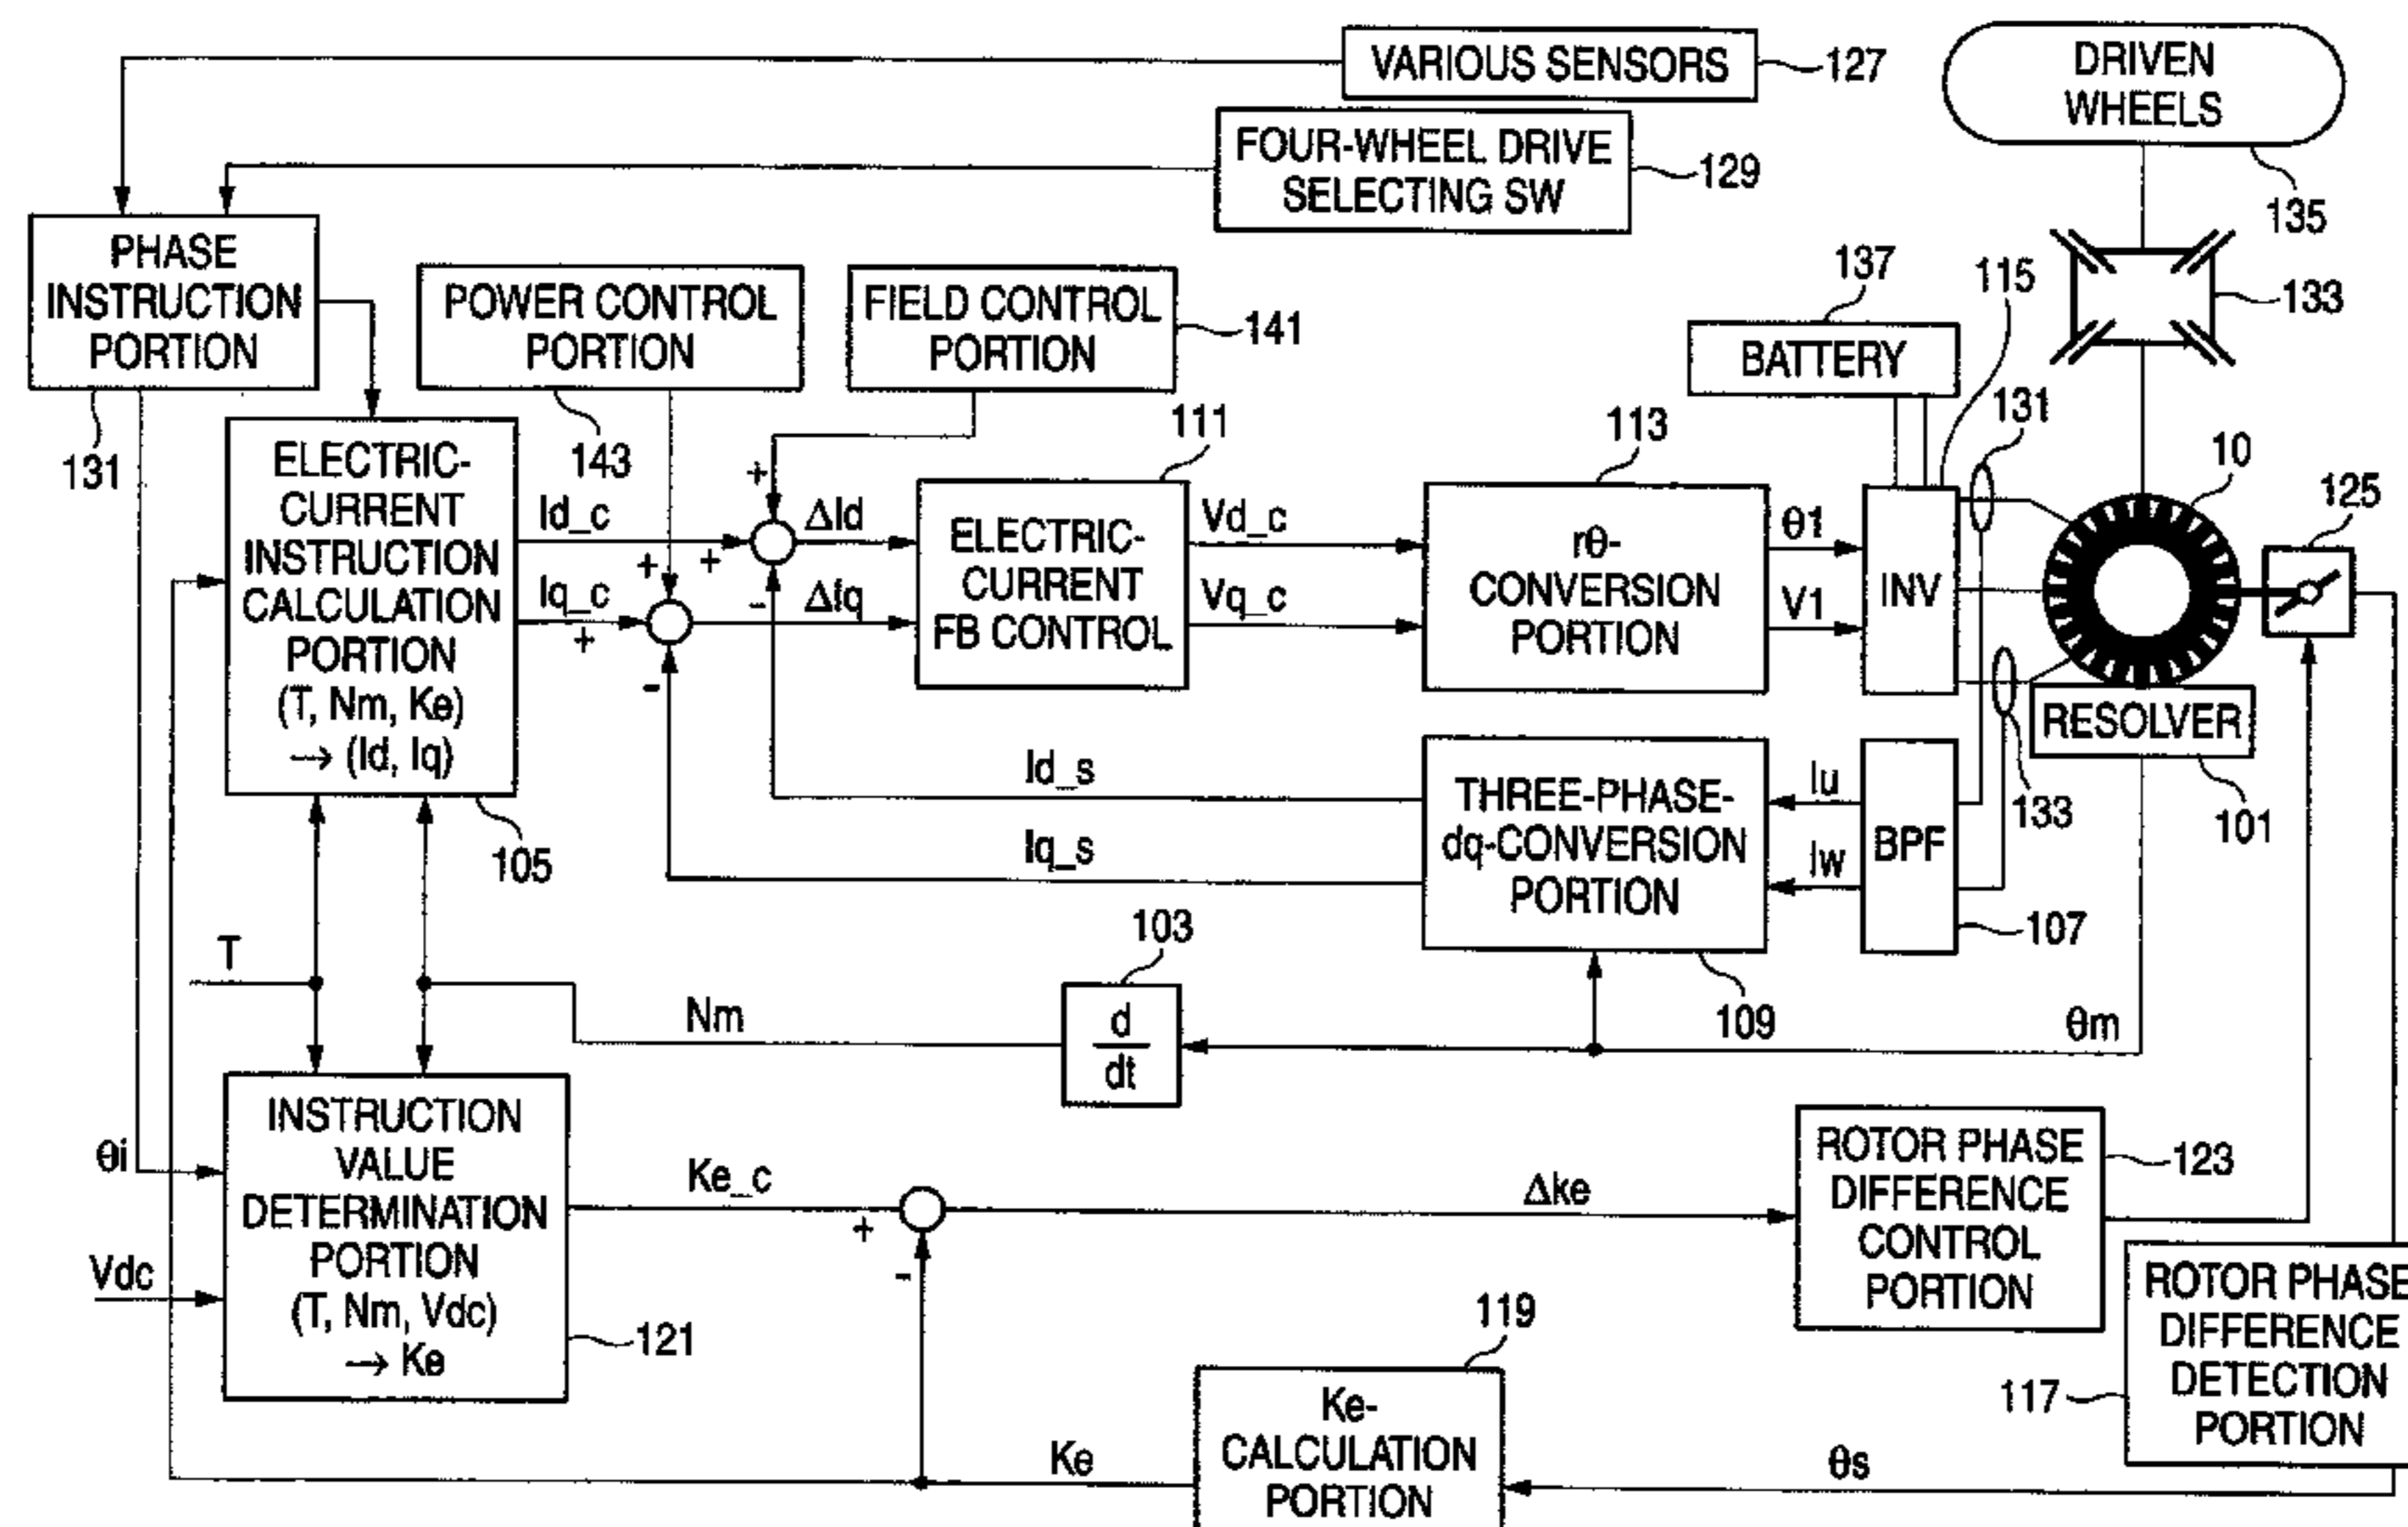 VARIOUS SENSORS
127
FOUR-WHEEL DRIVE
SELECTING SW
129
DRIVEN
WHEELS
135
133
PHASE
INSTRUCTION
PORTION
131
POWER CONTROL
PORTION
143
FIELD CONTROL
PORTION
141
137
BATTERY
115
131
10
125
ELECTRIC-
CURRENT
INSTRUCTION
CALCULATION
PORTION
(T, Nm, Ke)
→ (Id, Iq)
105
Id_c
Iq_c
+
+
+
+
-
-
ΔId
ΔIq
111
ELECTRIC-
CURRENT
FB CONTROL
Vd_c
Vq_c
113
rθ-
CONVERSION
PORTION
θ1
V1
INV
RESOLVER
101
133
Id_s
Iq_s
THREE-PHASE-
dq-CONVERSION
PORTION
109
Iu
Iw
BPF
107
T
Nm
103
d
dt
θm
θi
Vdc
INSTRUCTION
VALUE
DETERMINATION
PORTION
(T, Nm, Vdc)
→ Ke
121
Ke_c
+
-
Δke
ROTOR PHASE
DIFFERENCE
CONTROL
PORTION
123
ROTOR PHASE
DIFFERENCE
DETECTION
PORTION
117
119
Ke-
CALCULATION
PORTION
Ke
θs